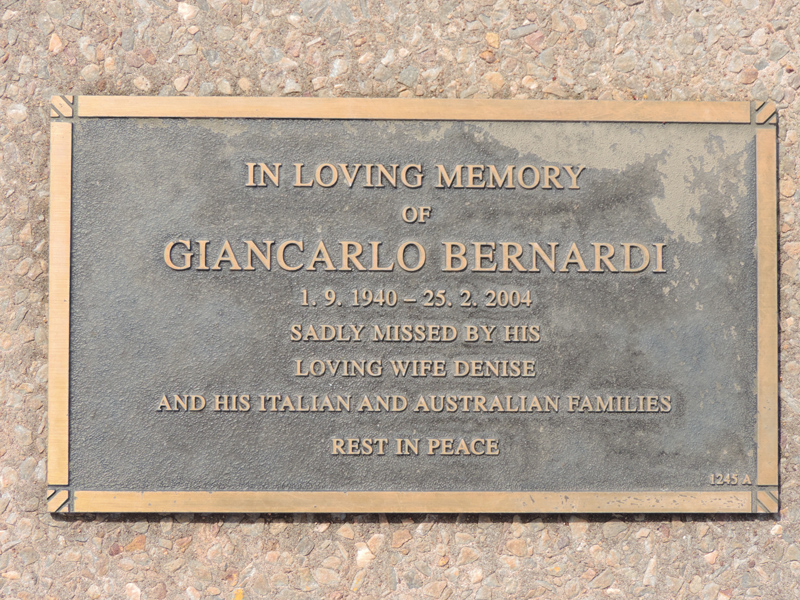 IN LOVING MEMORY
OF
GIANCARLO BERNARDI
1. 9. 1940 – 25. 2. 2004
SADLY MISSED BY HIS
LOVING WIFE DENISE
AND HIS ITALIAN AND AUSTRALIAN FAMILIES
REST IN PEACE
1245 A